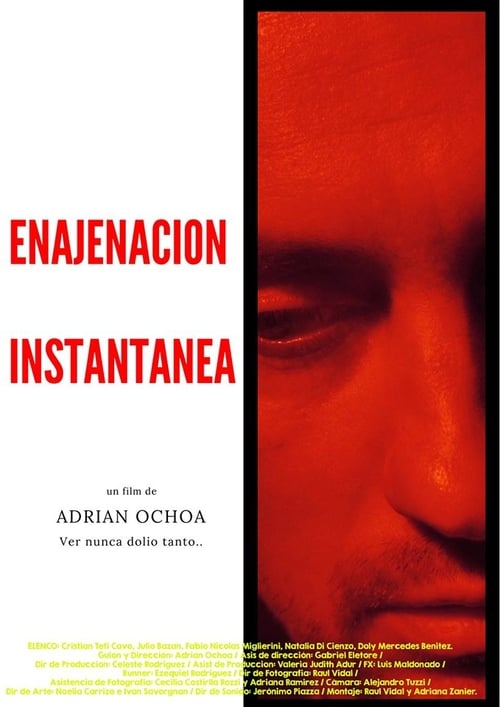 ENAJENACION
INSTANTANEA
un film de
ADRIAN OCHOA
Ver nunca dolio tanto..
ELENCO: Cristian Teti Cavo, Julio Bazan, Fabio Nicolas Miglierini, Natalia Di Cienzo, Doly Mercedes Benitez.
Guion y Dirección: Adrian Ochoa / Asis de dirección: Gabriel Eletore /
Dir de Produccion: Celeste Rodriguez / Asist de Produccion: Valeria Judith Adur / FX: Luis Maldonado /
Runner: Ezequiel Rodriguez / Dir de Fotografia: Raul Vidal /
Asistencia de Fotografia: Cecilia Costirilla Rozzi y Adriana Ramirez / Cámara: Alejandro Tuzzi /
Dir de Arte: Noelia Carrizo e Ivan Savorgnan / Dir de Sonido: Jerónimo Piazza / Montaje: Raul Vidal y Adriana Zanier.